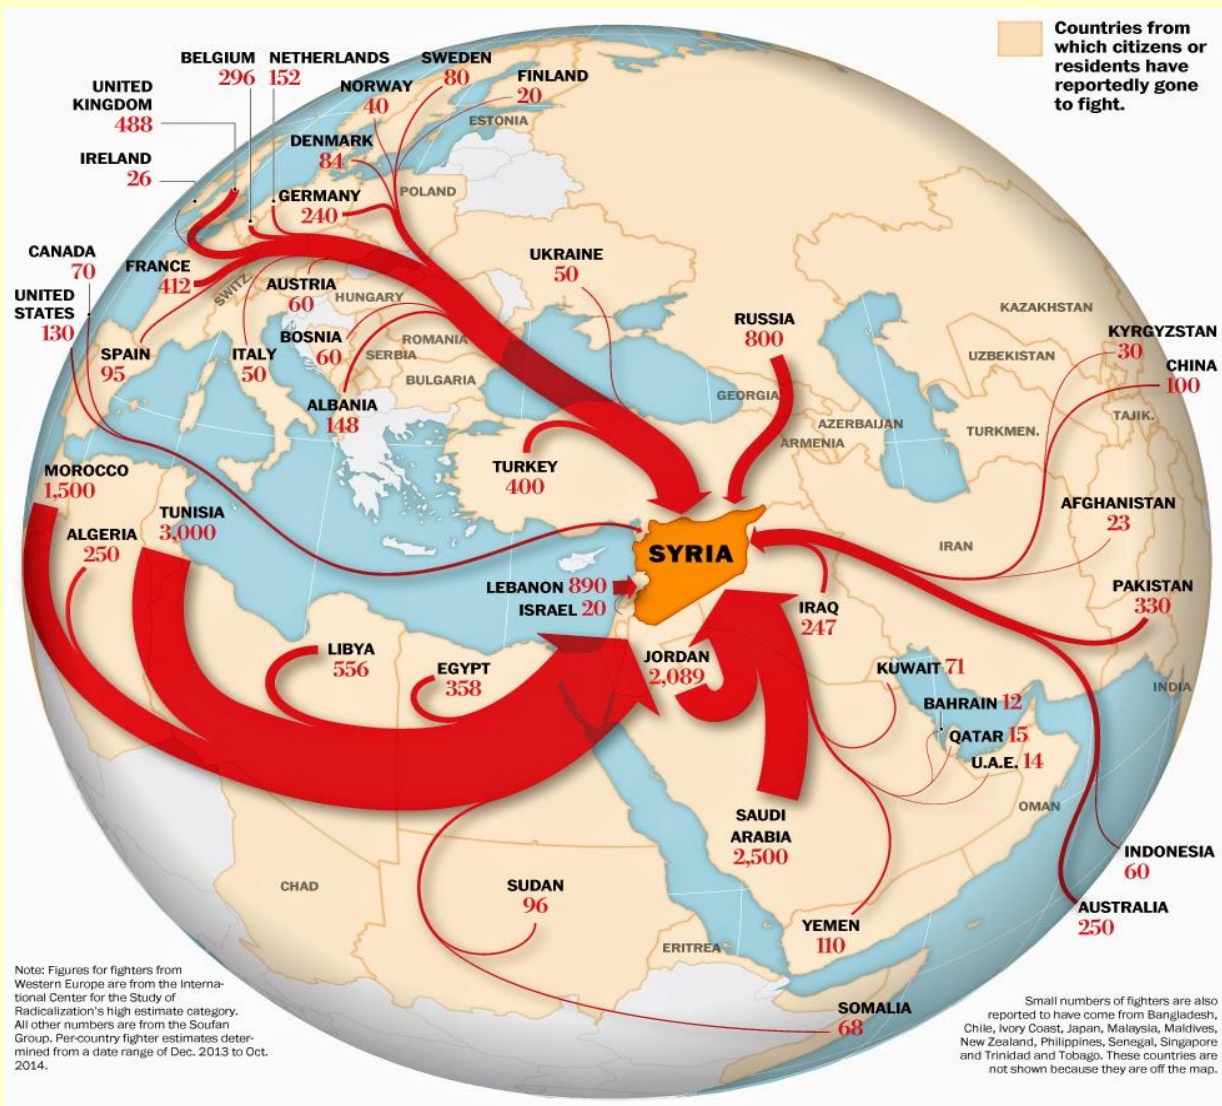 Countries from
which citizens or
residents have
reportedly gone
to fight.
BELGIUM
296
NETHERLANDS
152
SWEDEN
80
NORWAY
40
FINLAND
20
UNITED
KINGDOM
488
ESTONIA
DENMARK
84
IRELAND
26
GERMANY
240
POLAND
CANADA
70
FRANCE
412
SWITZ.
AUSTRIA
60
HUNGARY
UKRAINE
50
UNITED
STATES
130
SPAIN
95
ITALY
50
BOSNIA
60
SERBIA
ROMANIA
BULGARIA
ALBANIA
148
RUSSIA
800
KAZAKHSTAN
KYRGYZSTAN
30
UZBEKISTAN
CHINA
100
GEORGIA
AZERBAIJAN
ARMENIA
TURKMEN.
TAJIK.
TURKEY
400
MOROCCO
1,500
ALGERIA
250
TUNISIA
3,000
SYRIA
IRAN
AFGHANISTAN
23
LEBANON 890
ISRAEL 20
IRAQ
247
PAKISTAN
330
LIBYA
556
EGYPT
358
JORDAN
2,089
KUWAIT 71
BAHRAIN 12
QATAR 15
U.A.E. 14
INDIA
OMAN
SAUDI
ARABIA
2,500
CHAD
SUDAN
96
ERITREA
YEMEN
110
INDONESIA
60
AUSTRALIA
250
SOMALIA
68
Note: Figures for fighters from
Western Europe are from the Interna-
tional Center for the Study of
Radicalization's high estimate category.
All other numbers are from the Soufan
Group. Per-country fighter estimates deter-
mined from a date range of Dec. 2013 to Oct.
2014.
Small numbers of fighters are also
reported to have come from Bangladesh,
Chile, Ivory Coast, Japan, Malaysia, Maldives,
New Zealand, Philippines, Senegal, Singapore
and Trinidad and Tobago. These countries are
not shown because they are off the map.